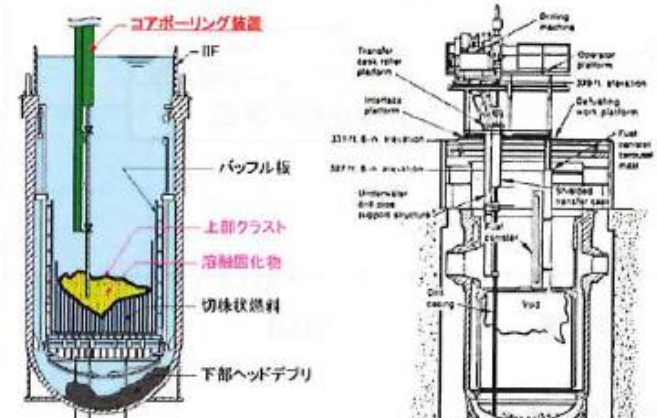 コアボーリング装置
IIF
バッフル板
上部クラスト
溶融固化物
切株状燃料
下部ヘッドデブリ
Drilling
machine
Transfer
cask roller
platform
Operator
platform
Interface
platform
Defueling
work platform
Fuel
canister
carousel
mast
Underwater
drill pipe
support structure
Shielded
transfer cask
Fuel
canister
Drill
casing
Void